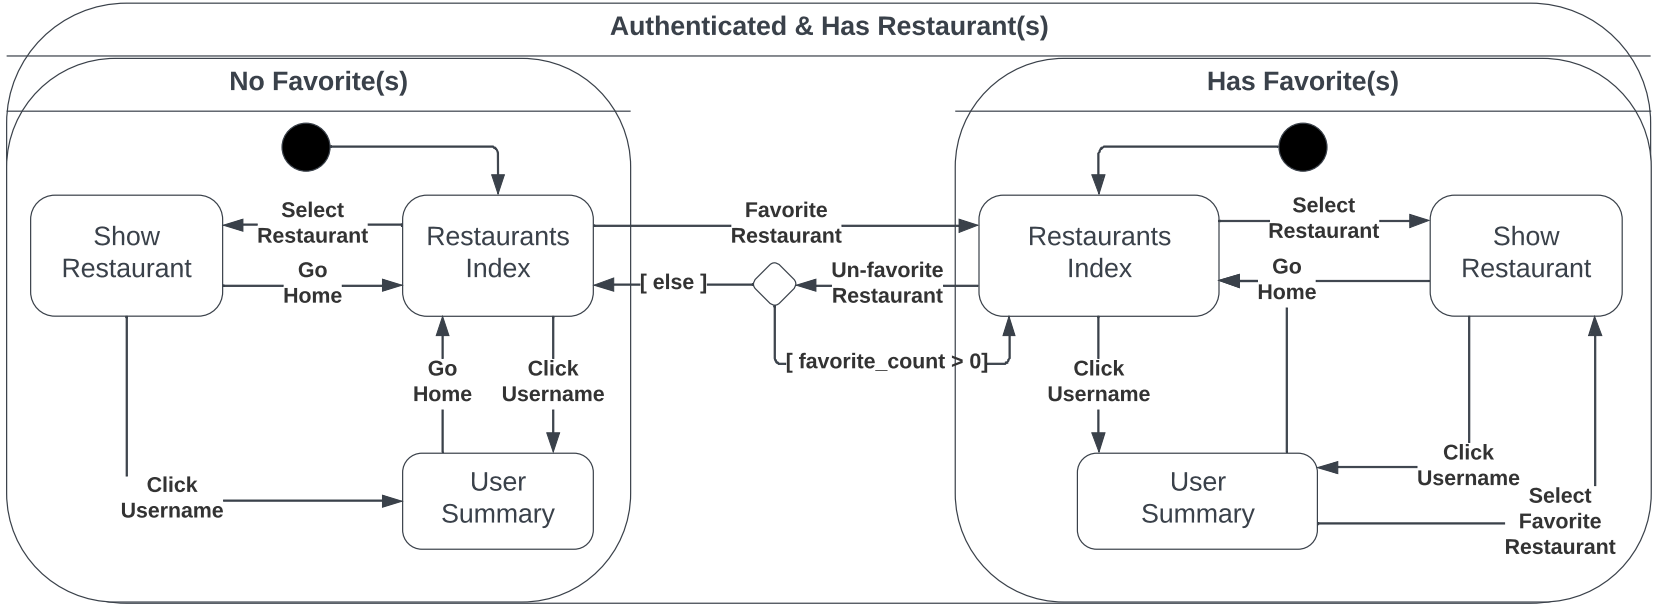 Authenticated & Has Restaurant(s)
No Favorite(s)
Has Favorite(s)
Show
Restaurant
Select
Restaurant
Go
Home
Restaurants
Index
Favorite
Restaurant
[ else ]
Un-favorite
Restaurant
[ favorite_count > 0]
Restaurants
Index
Select
Restaurant
Go
Home
Show
Restaurant
Go
Home
Click
Username
Click
Username
Click
Username
User
Summary
User
Summary
Click
Username
Select
Favorite
Restaurant